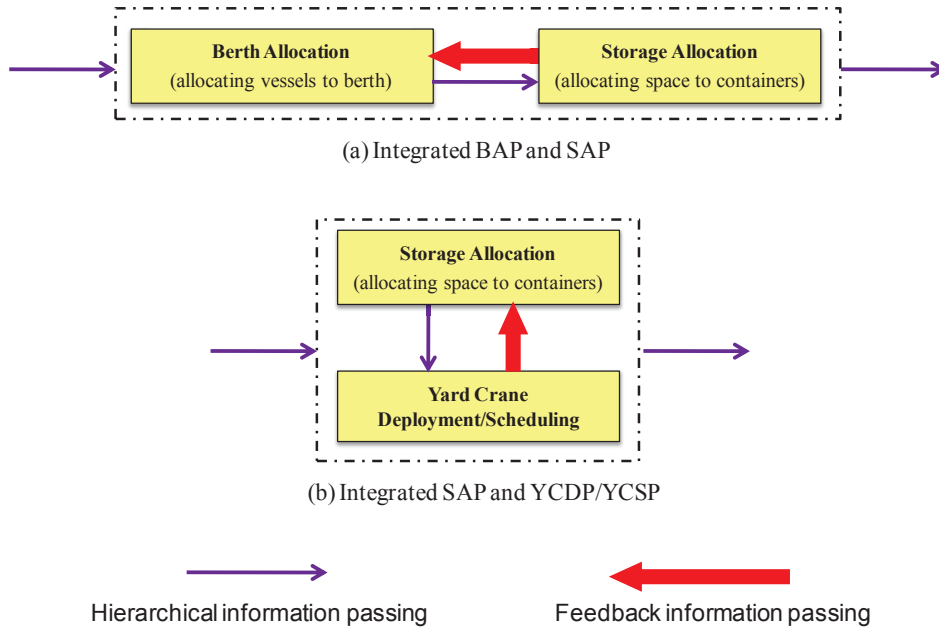 Berth Allocation
(allocating vessels to berth)
Storage Allocation
(allocating space to containers)
(a) Integrated BAP and SAP
Storage Allocation
(allocating space to containers)
Yard Crane
Deployment/Scheduling
(b) Integrated SAP and YCDP/YCSP
Hierarchical information passing
Feedback information passing